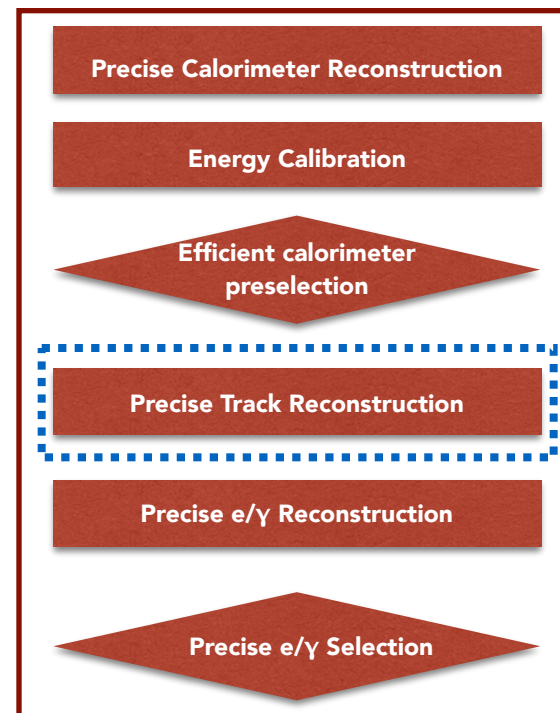 Precise Calorimeter Reconstruction
Energy Calibration
Efficient calorimeter
preselection
Precise Track Reconstruction
Precise e/γ Reconstruction
Precise e/γ Selection